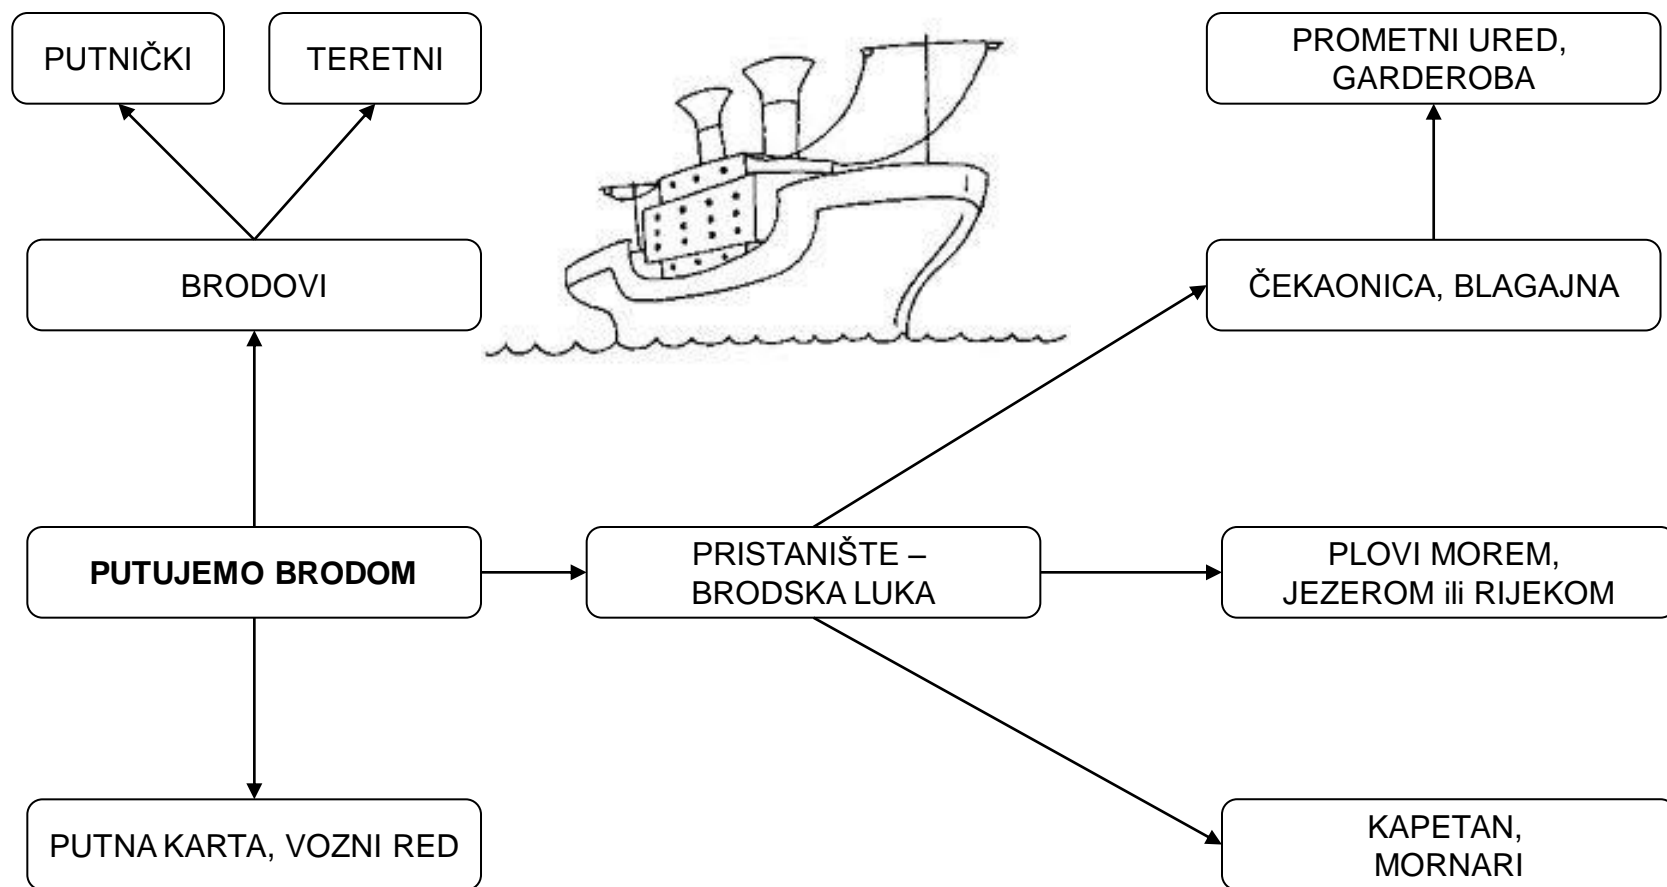 PUTNIČKI
TERETNI
PROMETNI URED,
GARDEROBA
BRODOVI
ČEKAONICA, BLAGAJNA
PUTUJEMO BRODOM
PRISTANIŠTE –
BRODSKA LUKA
PLOVI MOREM,
JEZEROM ili RIJEKOM
PUTNA KARTA, VOZNI RED
KAPETAN,
MORNARI